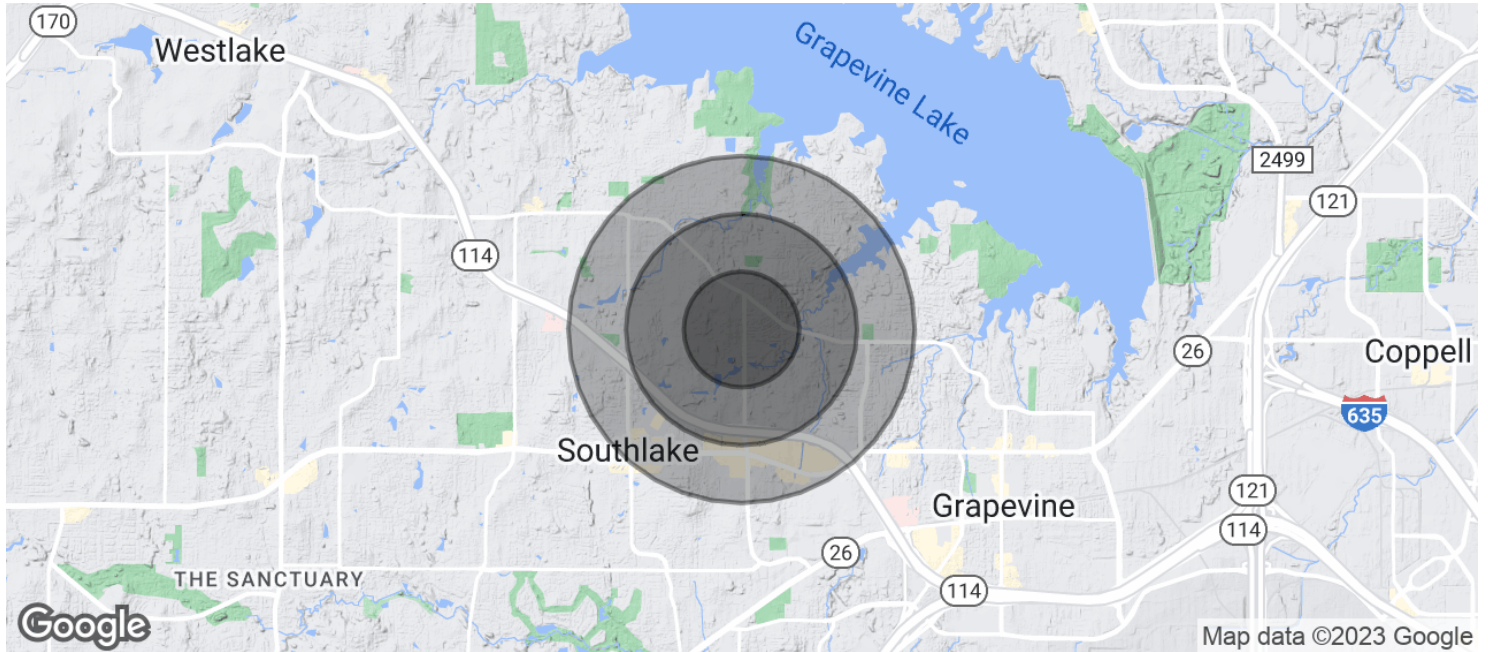 170
Westlake
Grapevine Lake
2499
121
114
26
Coppell
635
Southlake
Grapevine
121
114
26
THE SANCTUARY
114
Google
Map data ©2023 Google